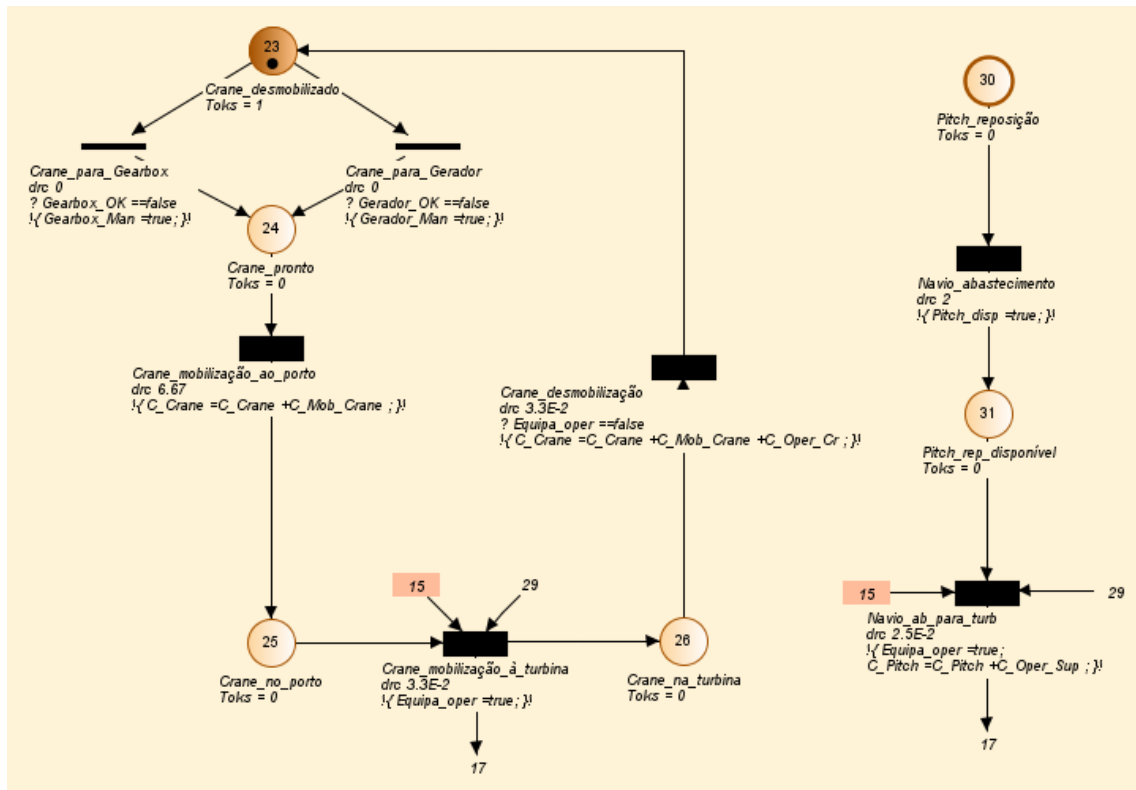 23
Crane_desmobilizado
Toks = 1
Crane_para_Gearbox
drc 0
? Gearbox_OK ==false
!{ Gearbox_Man =true; }!
Crane_para_Gerador
drc 0
? Gerador_OK ==false
!{ Gerador_Man =true; }!
24
Crane_pronto
Toks = 0
Crane_mobilização_ao_porto
drc 6.67
!{ C_Crane =C_Crane +C_Mob_Crane ; }!
Crane_desmobilização
drc 3.3E-2
? Equipa_oper ==false
!{ C_Crane =C_Crane +C_Mob_Crane +C_Oper_Cr ; }!
15
29
25
Crane_no_porto
Toks = 0
Crane_mobilização_à_turbina
drc 3.3E-2
!{ Equipa_oper =true; }!
17
26
Crane_na_turbina
Toks = 0
30
Pitch_reposição
Toks = 0
Navio_abastecimento
drc 2
!{ Pitch_disp =true; }!
31
Pitch_rep_disponível
Toks = 0
15
29
Navio_ab_para_turb
drc 2.5E-2
!{ Equipa_oper =true;
C_Pitch =C_Pitch +C_Oper_Sup ; }!
17